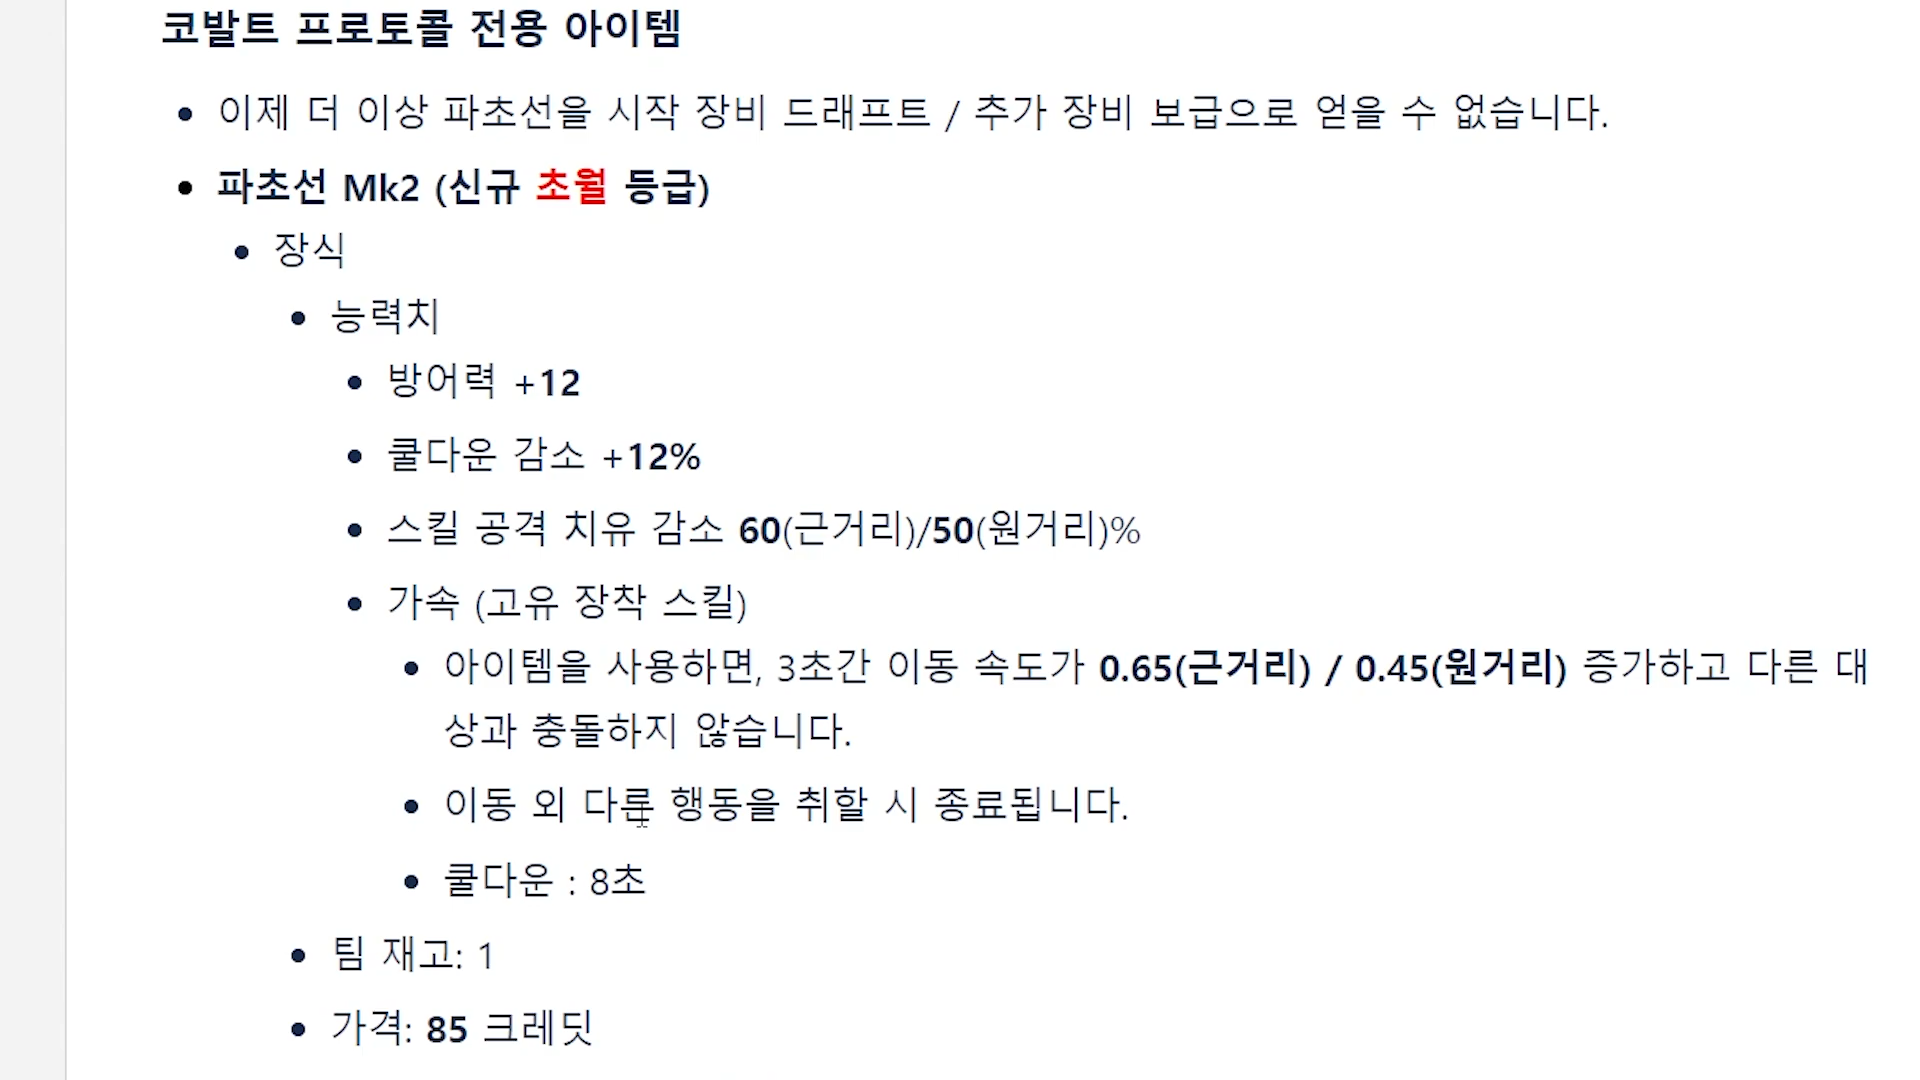 코발트 프로토콜 전용 아이템
이제 더 이상 파초선을 시작 장비 드래프트 / 추가 장비 보급으로 얻을 수 없습니다.
파초선 Mk2 (신규 초월 등급)
장식
능력치
방어력 +12
쿨다운 감소 +12%
스킬 공격 치유 감소 60(근거리)/50(원거리)%
가속 (고유 장착 스킬)
아이템을 사용하면, 3초간 이동 속도가 0.65(근거리) / 0.45(원거리) 증가하고 다른 대
상과 충돌하지 않습니다.
이동 외 다른 행동을 취할 시 종료됩니다.
쿨다운 : 8초
팀 재고: 1
가격: 85 크레딧